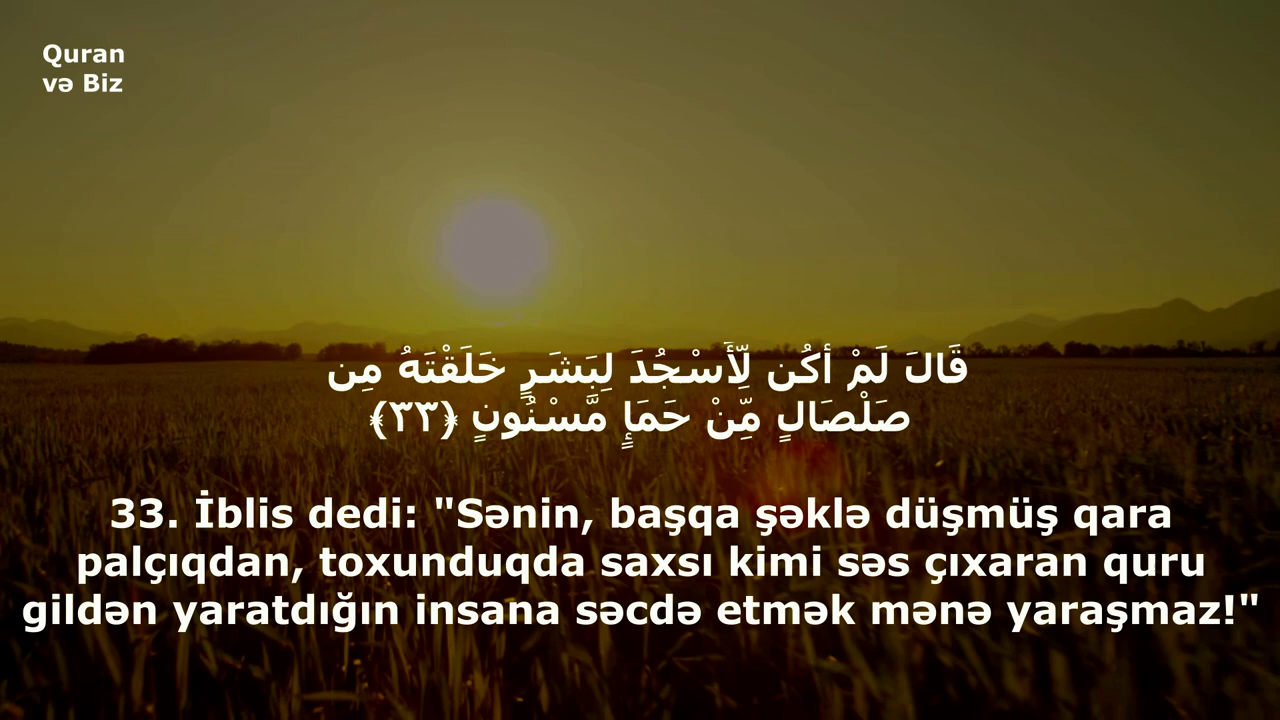 Quran
və Biz
قَالَ لَمْ أَكُن لِّأَسْجُدَ لِبَشَرٍ خَلَقْتَهُ مِن
صَلْصَالٍ مِّنْ حَمَإٍ مَّسْنُونٍ ﴿٣٣﴾
33. İblis dedi: "Sənin, başqa şəklə düşmüş qara
palçıqdan, toxunduqda saxsı kimi səs çıxaran quru
gildən yaratdığın insana səcdə etmək mənə yaraşmaz!"